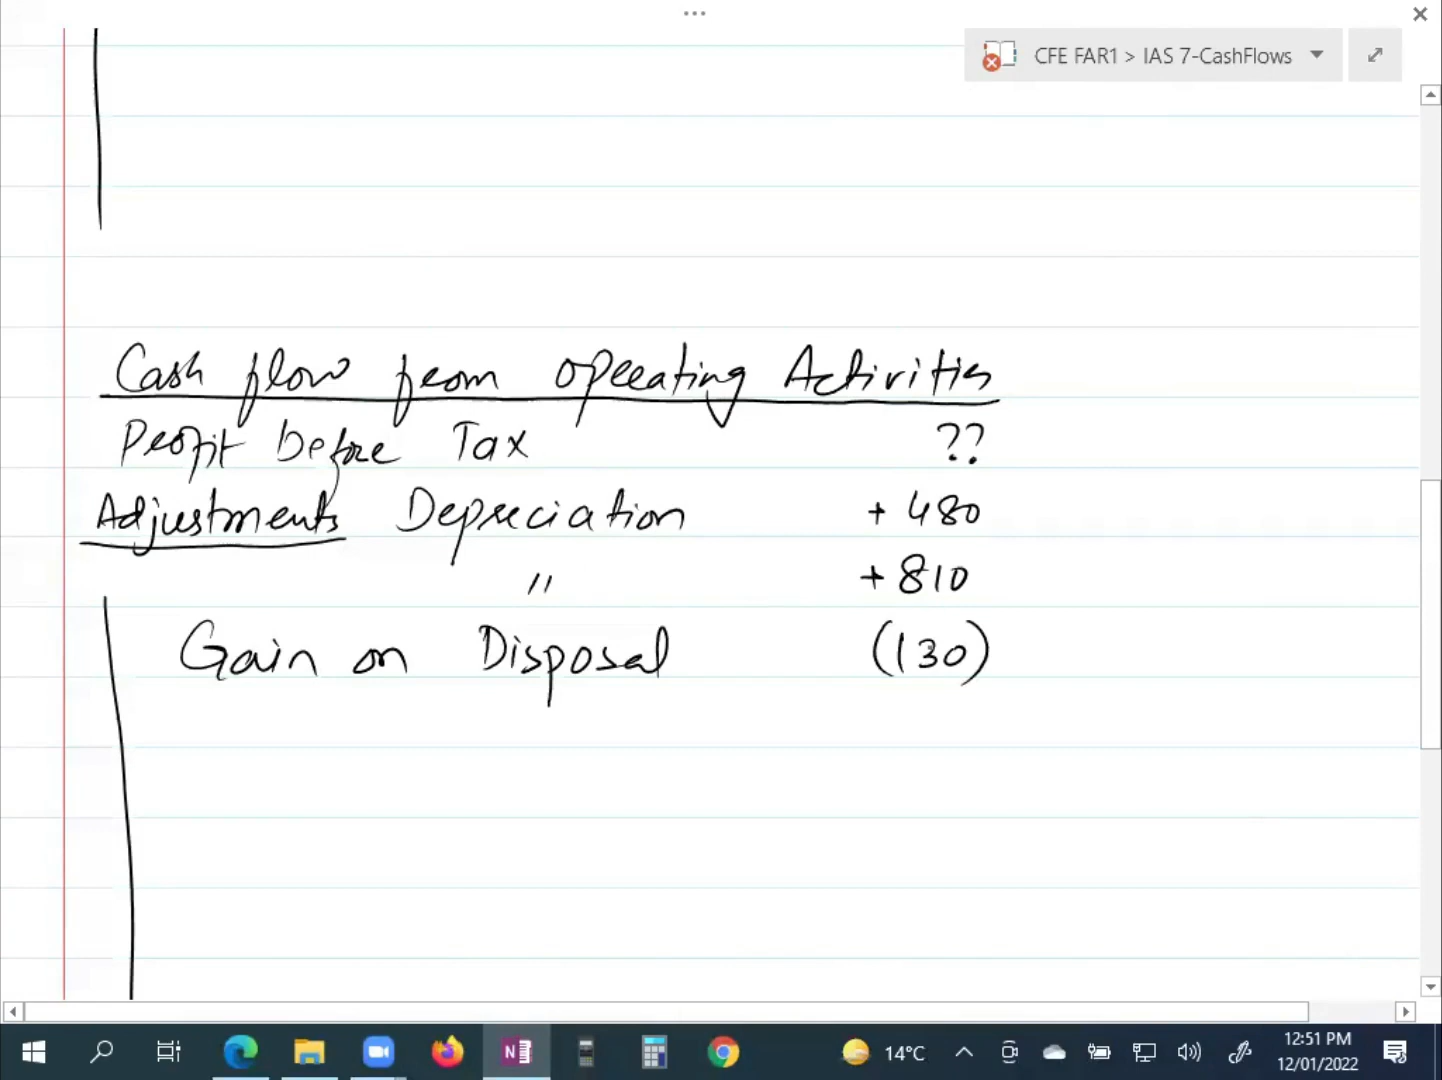 CFE FAR1 > IAS 7-CashFlows
Cash flow from operating Activities
Profit before Tax ??
Adjustments Depreciation + 480
" + 810
Gain on Disposal (130)
14°C
12:51 PM
12/01/2022